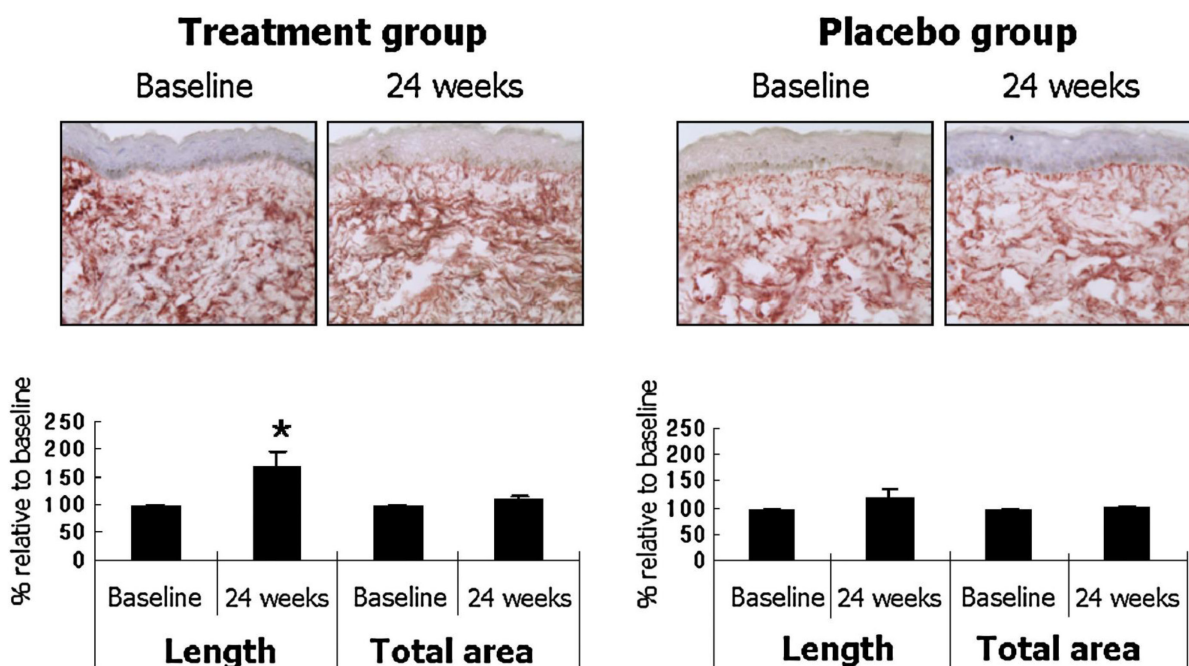 Treatment group
Baseline
24 weeks
% relative to baseline
250
200
150
100
50
0
*
Baseline
24 weeks
Baseline
24 weeks
Length
Total area
Placebo group
Baseline
24 weeks
% relative to baseline
250
200
150
100
50
0
Baseline
24 weeks
Baseline
24 weeks
Length
Total area